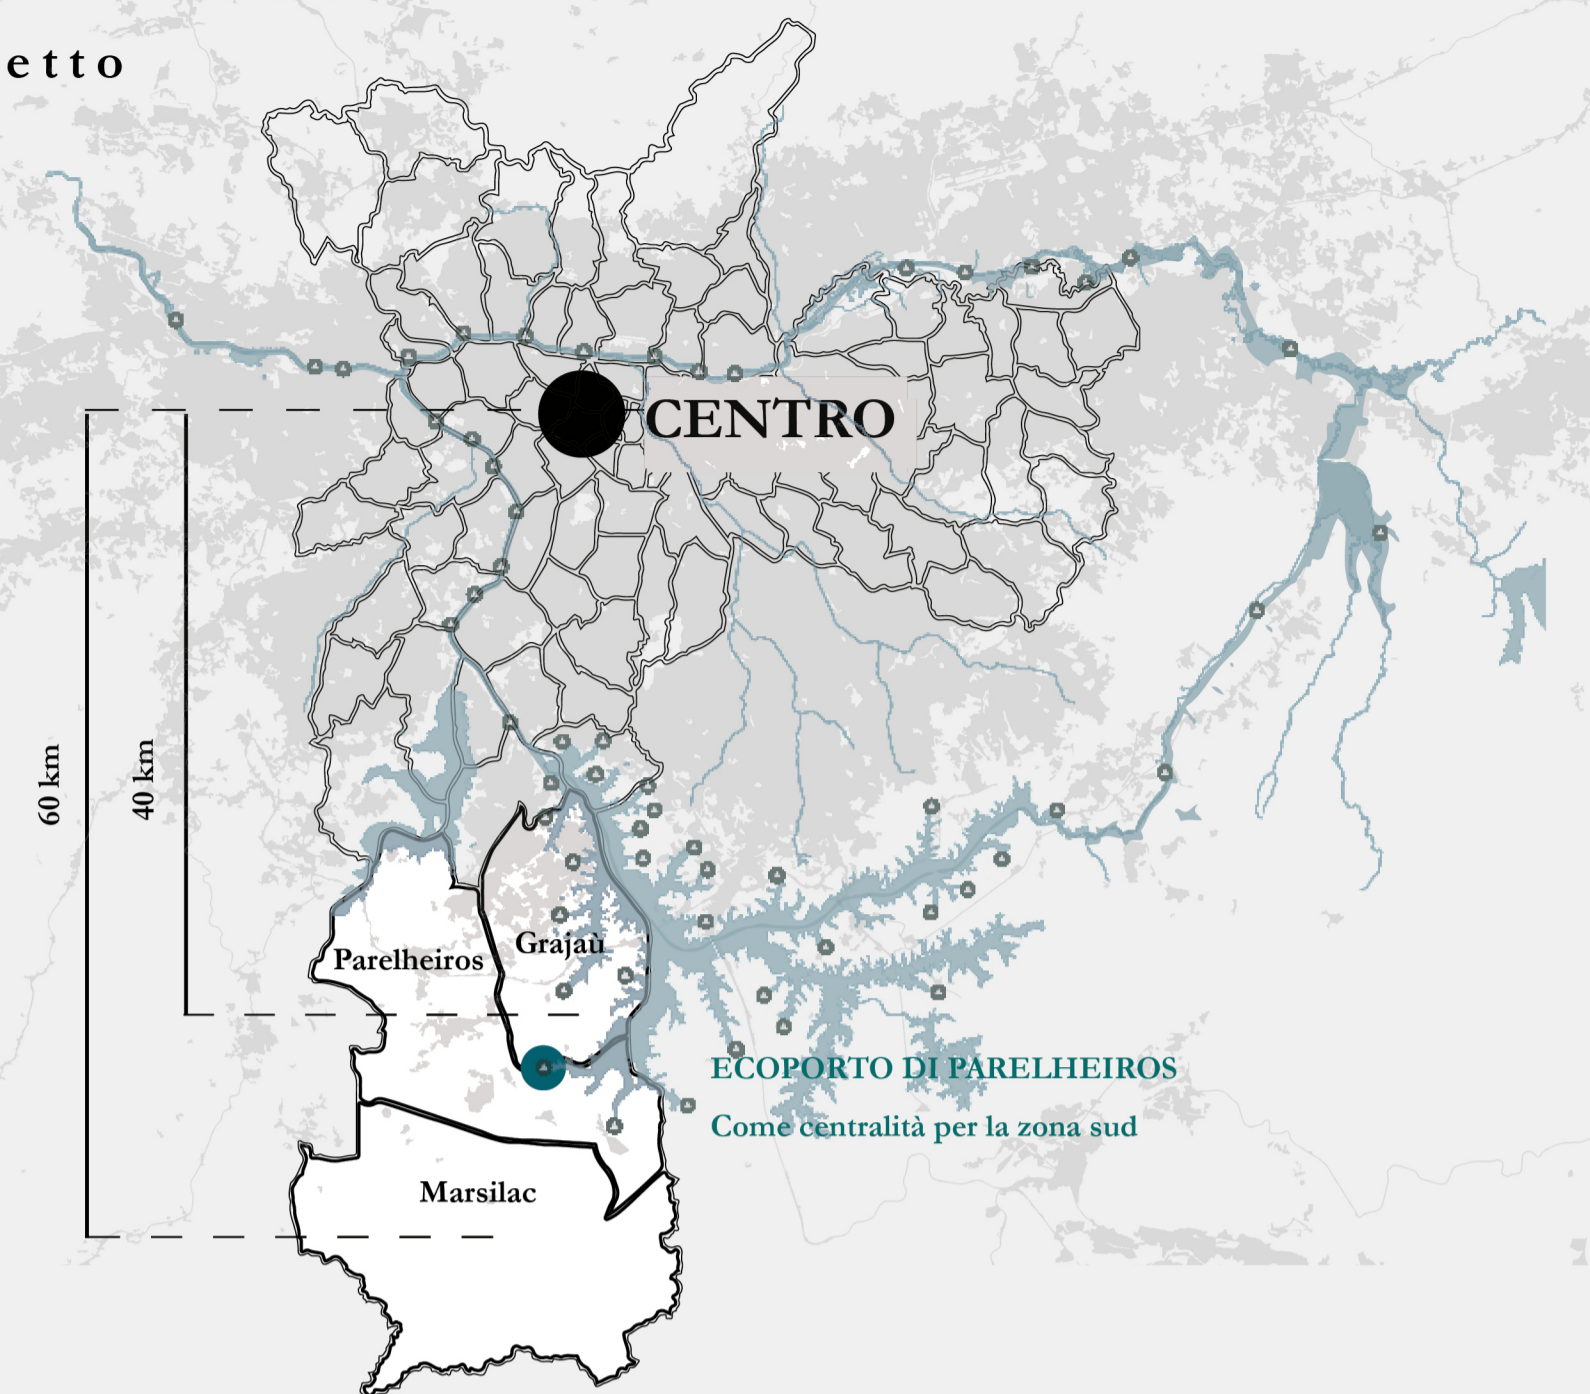 etto
CENTRO
60 km
40 km
Parelheiros
Grajaù
ECOPORTO DI PARELHEIROS
Come centralità per la zona sud
Marsilac